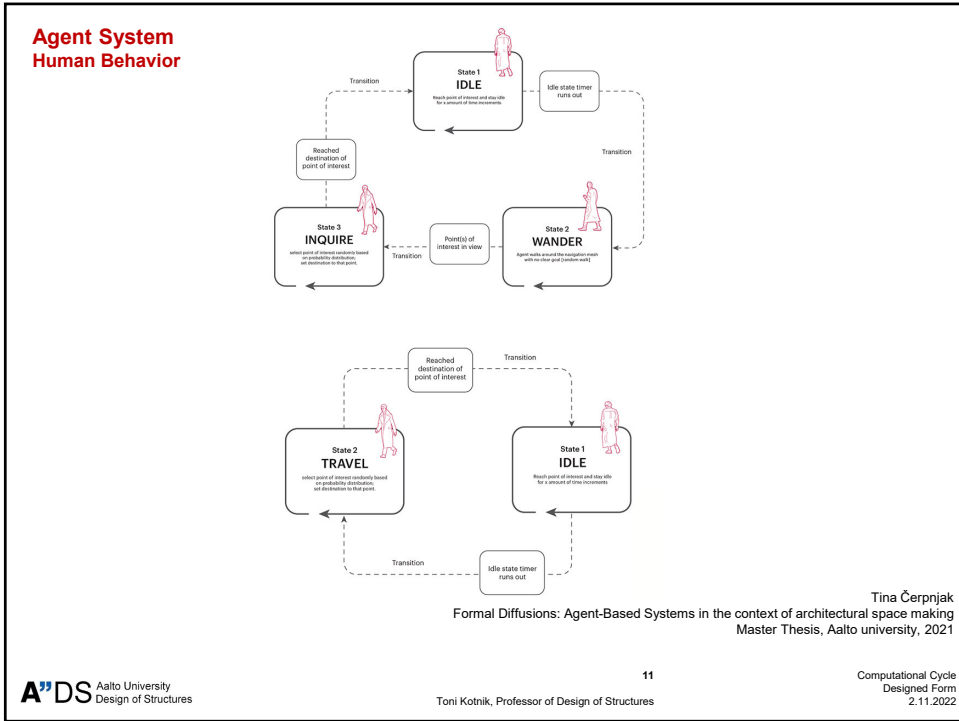 Agent System
Human Behavior
State 1
IDLE
Reach point of interest and stay idle
for x amount of time increments
Transition
Idle state timer
runs out
Transition
Reached
destination of
point of interest
State 3
INQUIRE
select point of interest randomly based
on probability distribution;
set destination to that point.
Transition
Point(s) of
interest in view
State 2
WANDER
Agent walks around the navigation mesh
with no clear goal [random walk]
Reached
destination of
point of interest
Transition
State 2
TRAVEL
select point of interest randomly based
on probability distribution;
set destination to that point.
State 1
IDLE
Reach point of interest and stay idle
for x amount of time increments
Transition
Idle state timer
runs out
Tina Čerpnjak
Formal Diffusions: Agent-Based Systems in the context of architectural space making
Master Thesis, Aalto university, 2021
A”DS Aalto University
Design of Structures
11
Toni Kotnik, Professor of Design of Structures
Computational Cycle
Designed Form
2.11.2022